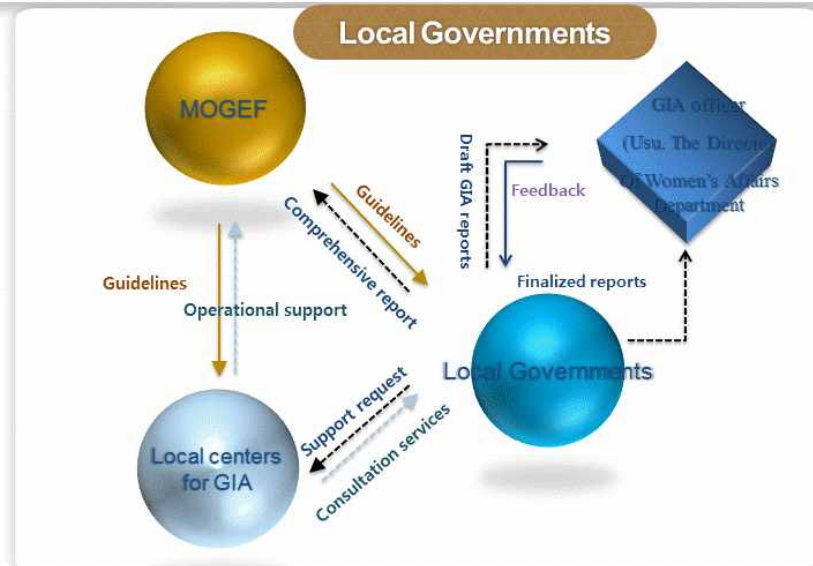 Local Governments
MOGEF
GIA officer
(Usu. The Direc
Of Women's Affairs
Department
Draft GIA reports
Feedback
Guidelines
Comprehensive report
Guidelines
Operational support
Finalized reports
Local Governments
Support request
Consultation services
Local centers
for GIA